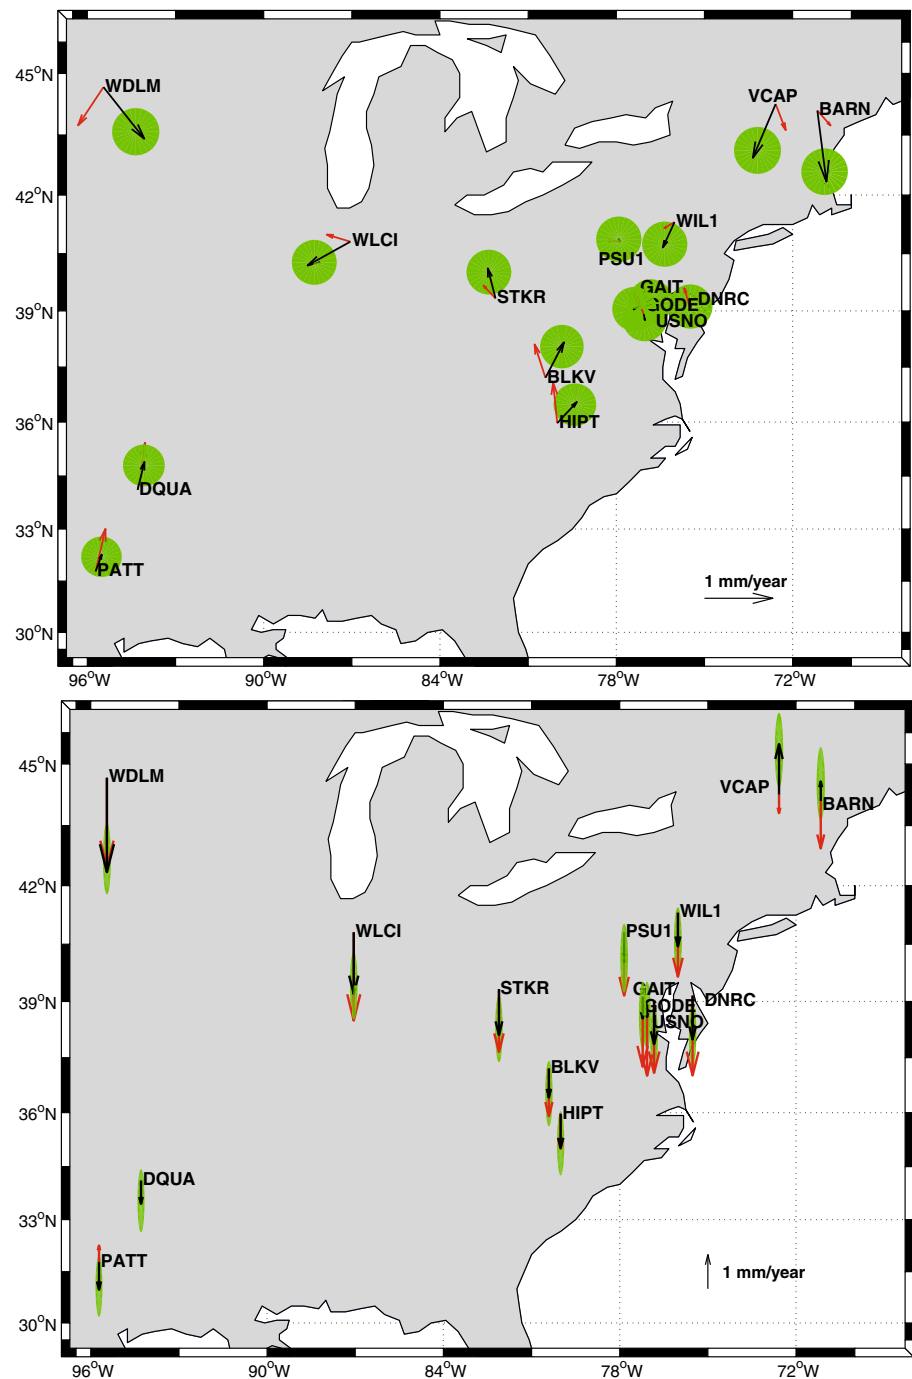 45°N
WDLM
VCAP
BARN
42°N
WIL1
WLCI
PSU1
STKR
39°N
GAIT
DNRC
GODE
USNO
BLKV
36°N
HIPT
DQUA
33°N
PATT
1 mm/year
30°N
96°W 90°W 84°W 78°W 72°W
45°N
WDLM
VCAP
BARN
42°N
WIL1
WLCI
PSU1
STKR
39°N
GAIT
DNRC
GODE
USNO
BLKV
36°N
HIPT
DQUA
33°N
PATT
1 mm/year
30°N
96°W 90°W 84°W 78°W 72°W